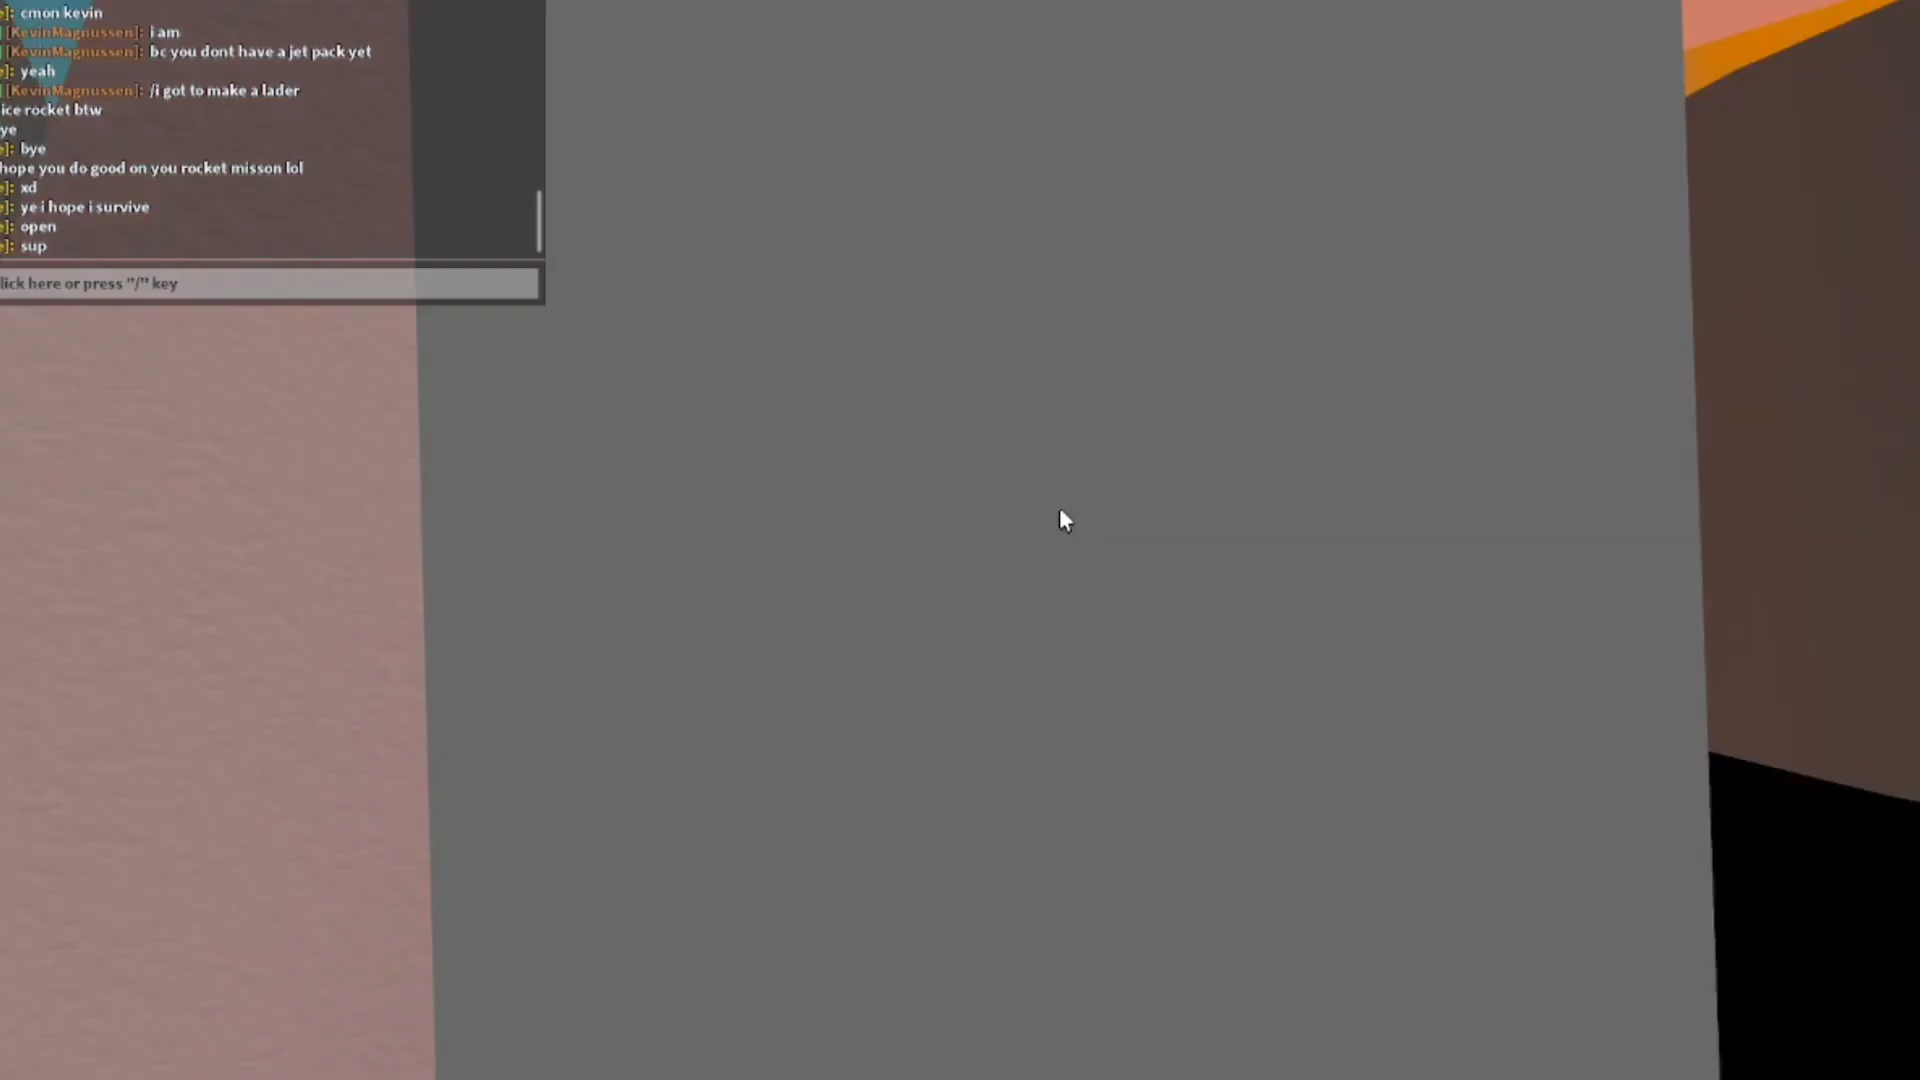 ]: cmon kevin
[KevinMagnussen]: i am
[KevinMagnussen]: bc you dont have a jet pack yet
]: yeah
[KevinMagnussen]: /i got to make a lader
ice rocket btw
ye
]: bye
hope you do good on you rocket misson lol
]: xd
]: ye i hope i survive
]: open
]: sup
lick here or press "/" key